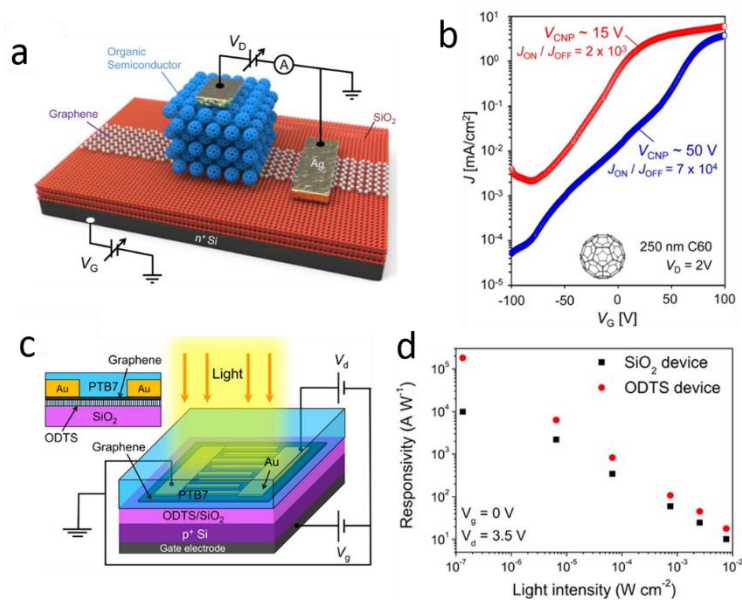 a
V_D
Organic
Semiconductor
A
Graphene
SiO₂
Ag
n⁺ Si
V_G
b
10¹
10⁰
10⁻¹
10⁻²
10⁻³
10⁻⁴
10⁻⁵
J [mA/cm²]
V_CNP ~ 15 V
J_ON / J_OFF = 2 x 10³
V_CNP ~ 50 V
J_ON / J_OFF = 7 x 10⁴
250 nm C60
V_D = 2V
-100 -50 0 50 100
V_G [V]
c
Graphene
Au PTB7 Au
SiO₂
ODTS
Light
V_d
Graphene
Au
PTB7
ODTS/SiO₂
p⁺ Si
Gate electrode
V_g
d
Responsivity (A W⁻¹)
10⁵
10⁴
10³
10²
10¹
SiO₂ device
ODTS device
V_g = 0 V
V_d = 3.5 V
10⁻⁷ 10⁻⁶ 10⁻⁵ 10⁻⁴ 10⁻³ 10⁻²
Light intensity (W cm⁻²)